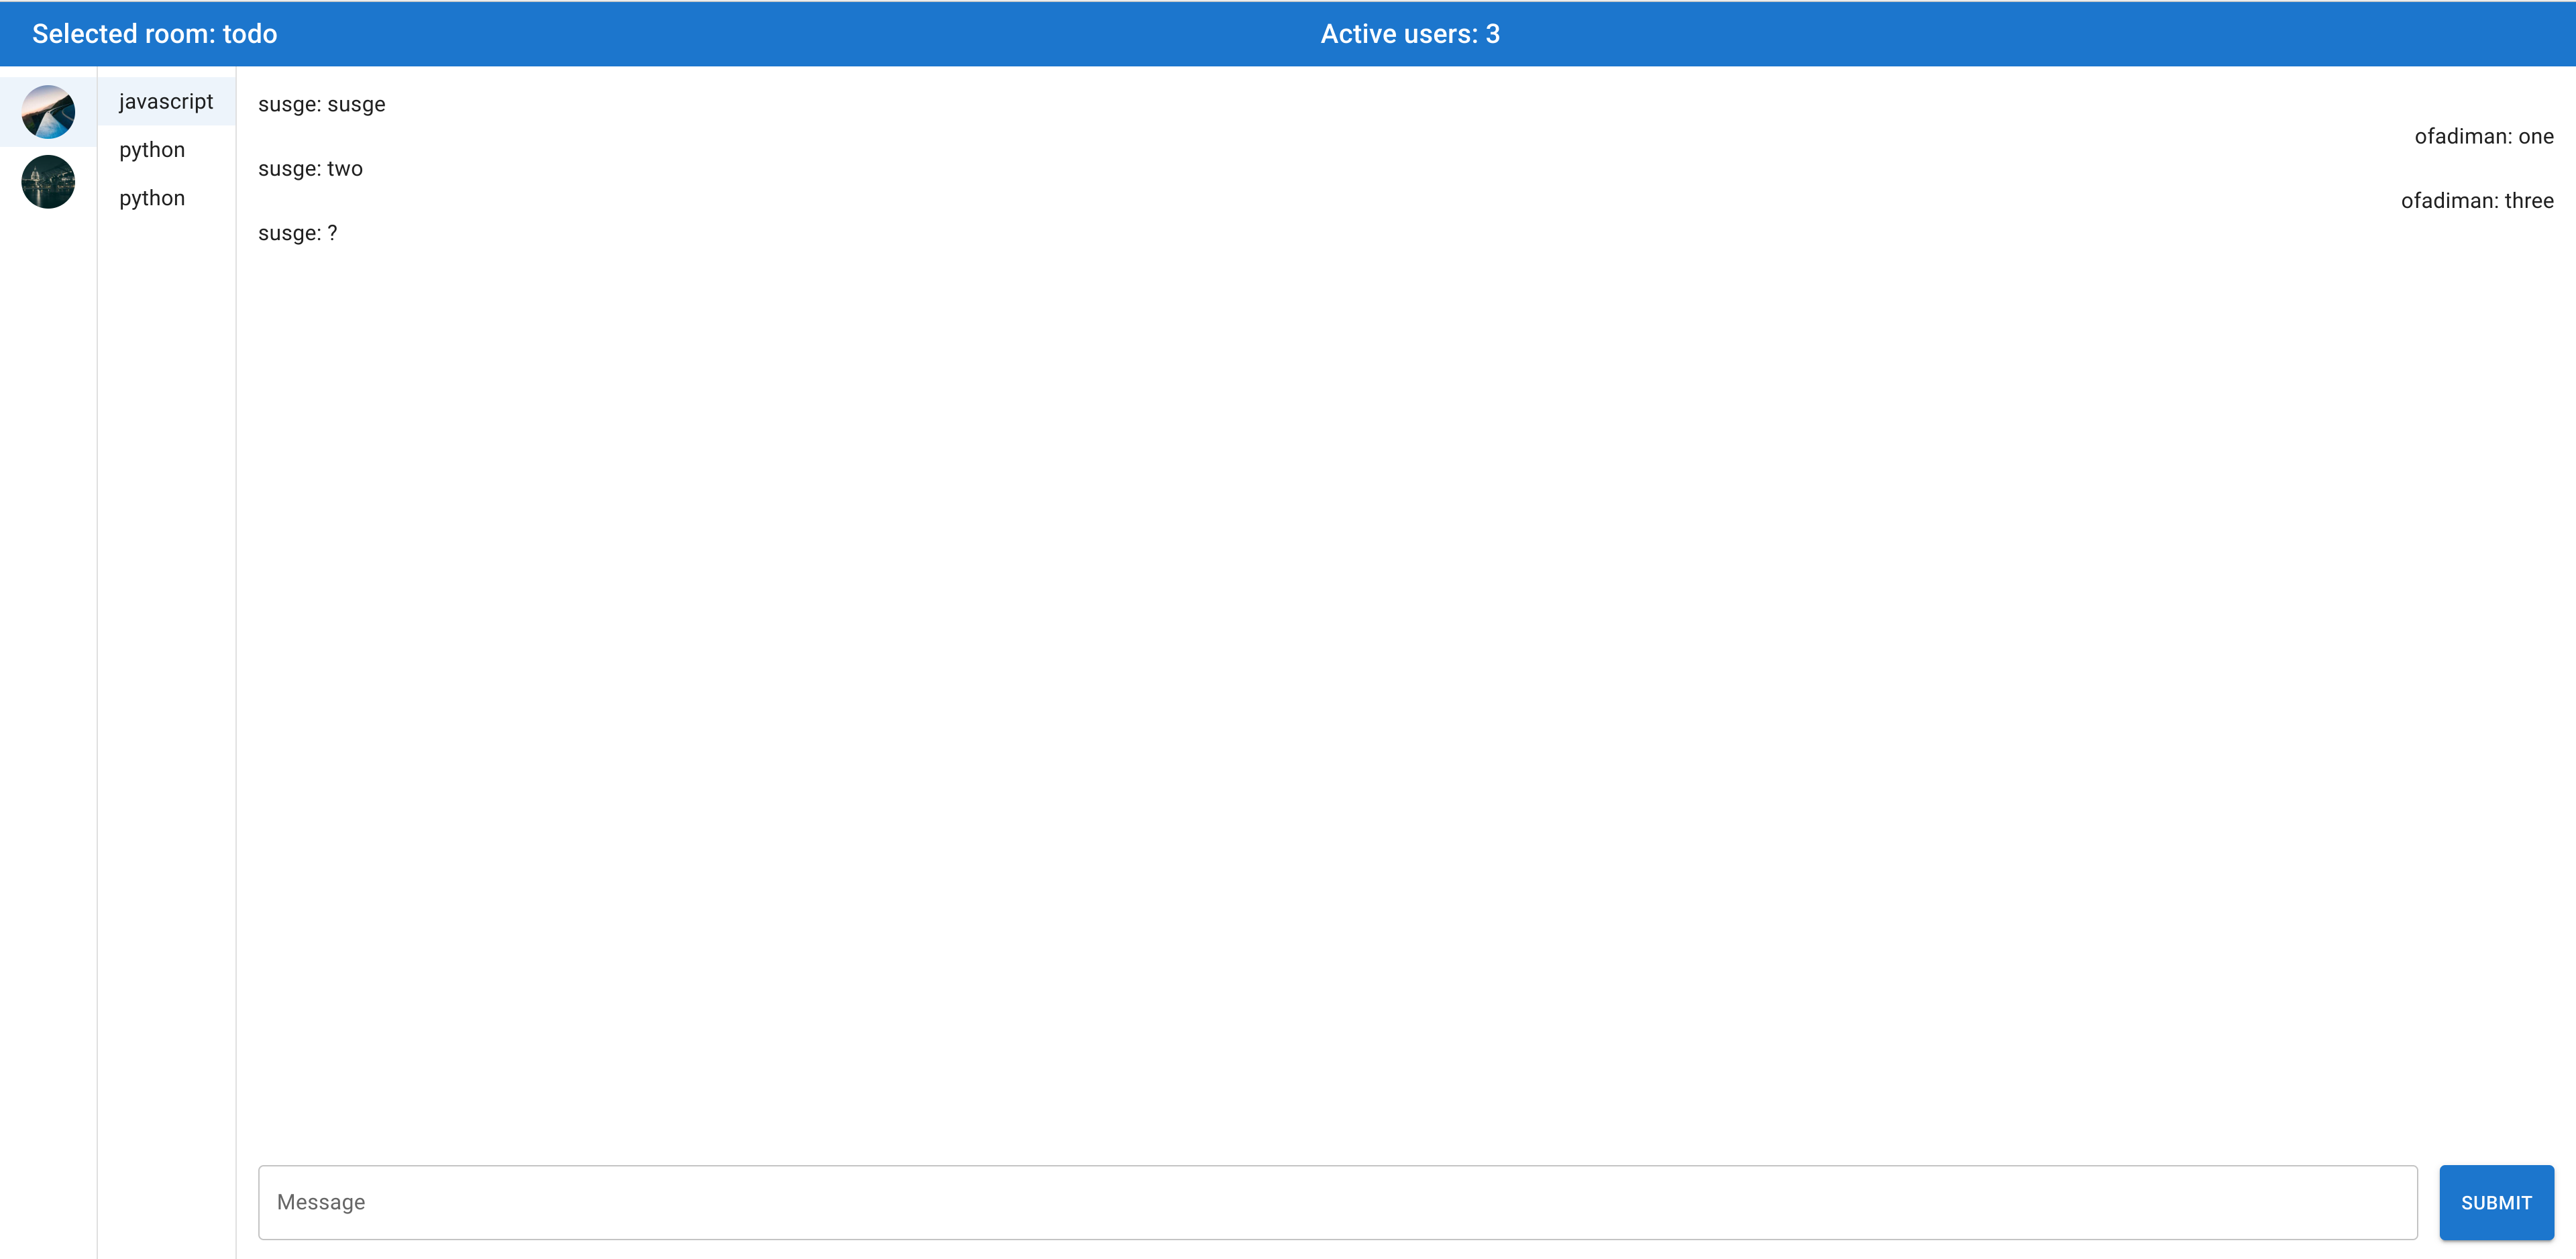 Selected room: todo
Active users: 3
javascript
python
python
susge: susge
ofadiman: one
susge: two
ofadiman: three
susge: ?
Message
SUBMIT